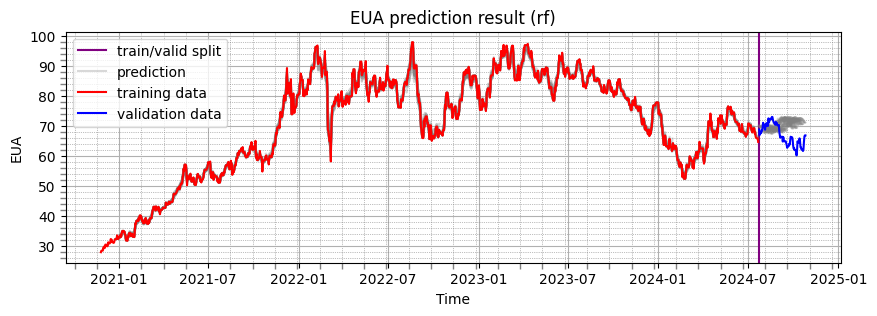 EUA prediction result (rf)
100
90
80
70
60
50
40
30
EUA
train/valid split
prediction
training data
validation data
2021-01 2021-07 2022-01 2022-07 2023-01 2023-07 2024-01 2024-07 2025-01
Time